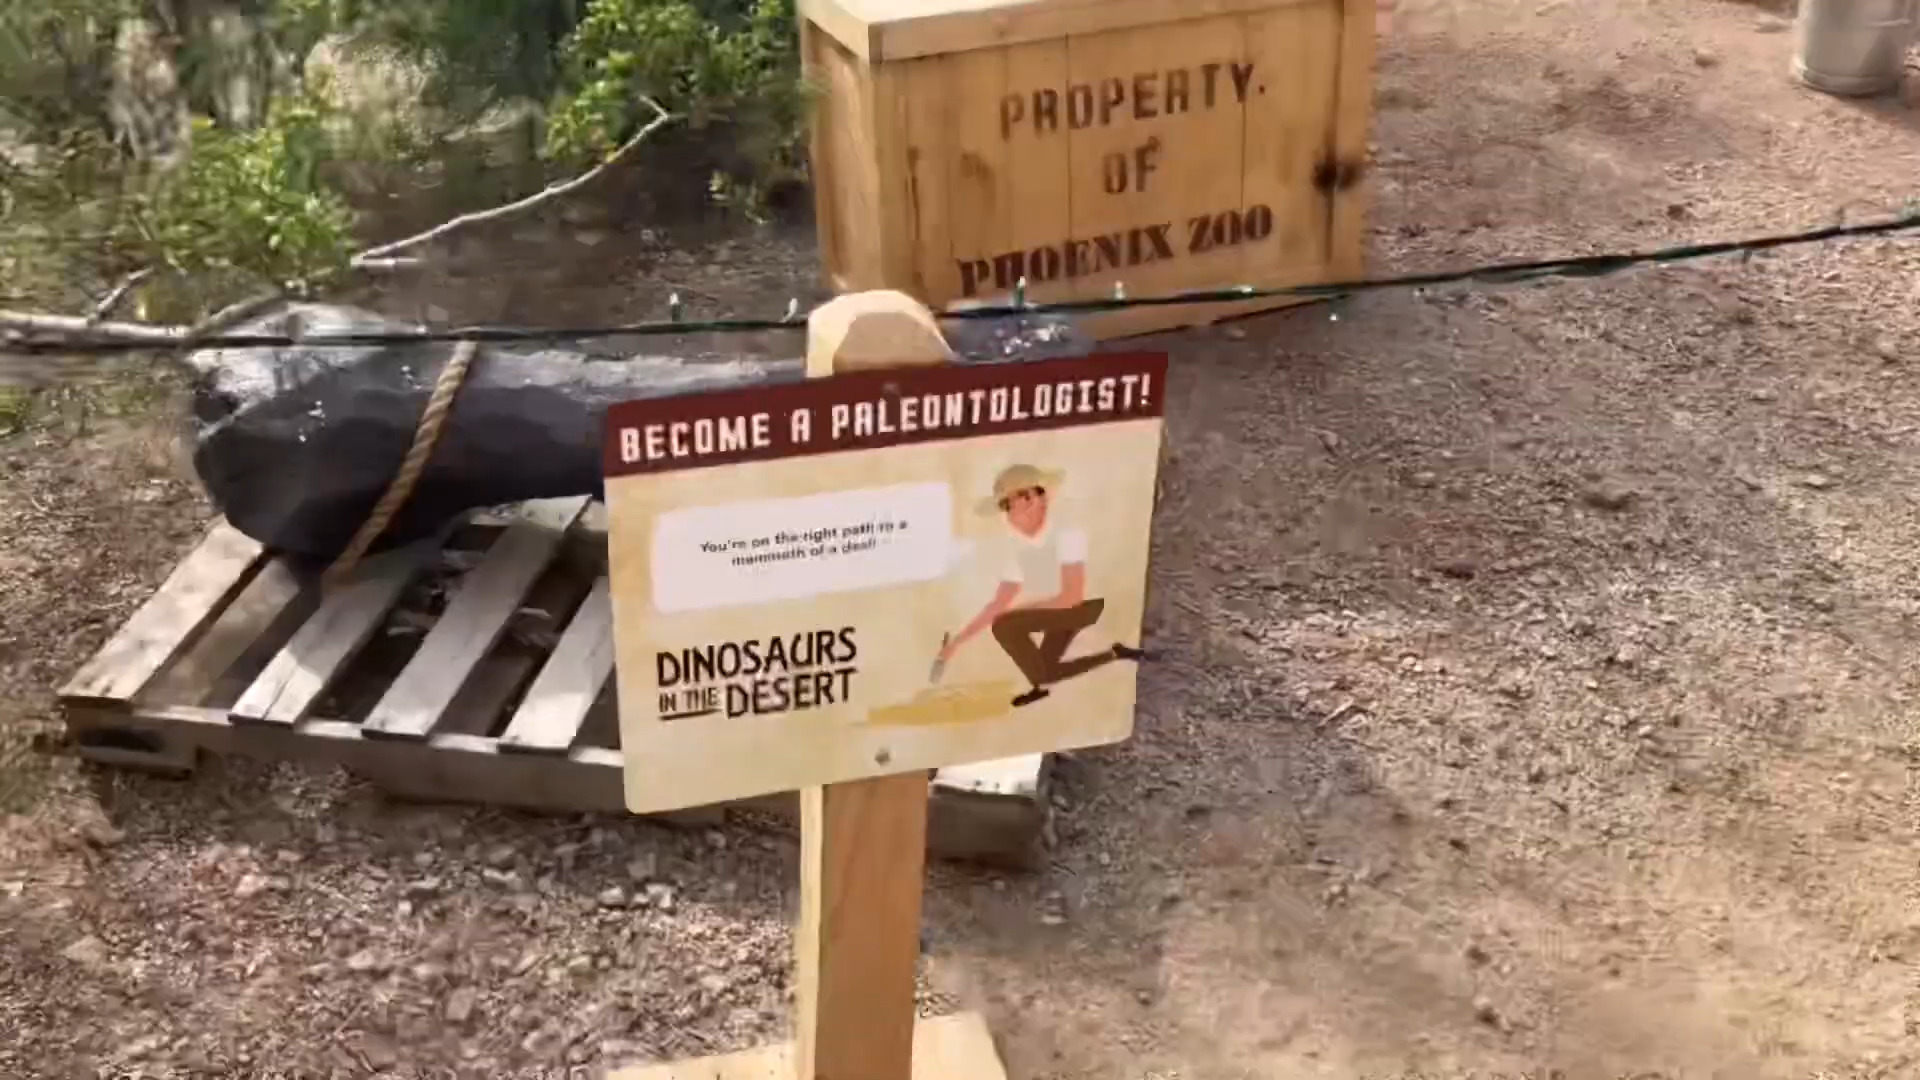 PROPERTY.
OF
PHOENIX ZOO
BECOME A PALEONTOLOGIST!
You're on the right path to a
mammoth of a deal!
DINOSAURS
IN THE DESERT